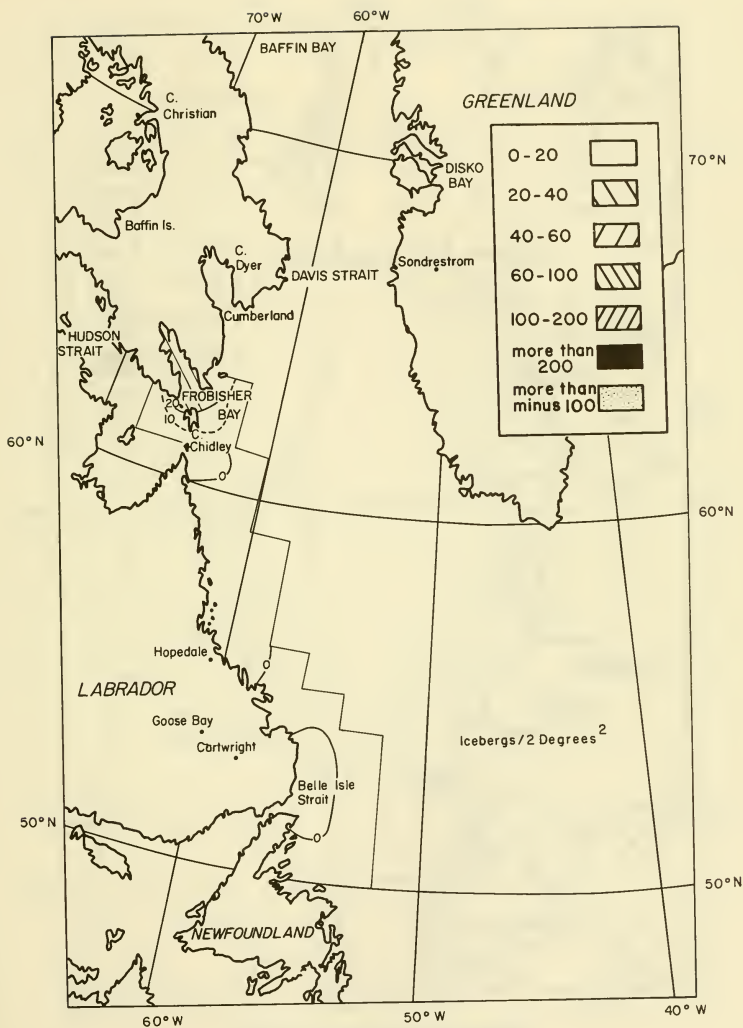 70°W
60°W
BAFFIN BAY
C.
Christian
GREENLAND
0-20
20-40
40-60
60-100
100-200
more than
200
more than
minus 100
70°N
DISKO
BAY
Baffin Is.
C.
Dyer
DAVIS STRAIT
Sondrestrom
Cumberland
HUDSON
STRAIT
FROBISHER
BAY
20
10
C.
Chidley
0
60°N
60°N
Hopedale
0
LABRADOR
Goose Bay
Cartwright
Icebergs/2 Degrees²
Belle Isle
Strait
0
50°N
50°N
NEWFOUNDLAND
60°W
50°W
40°W